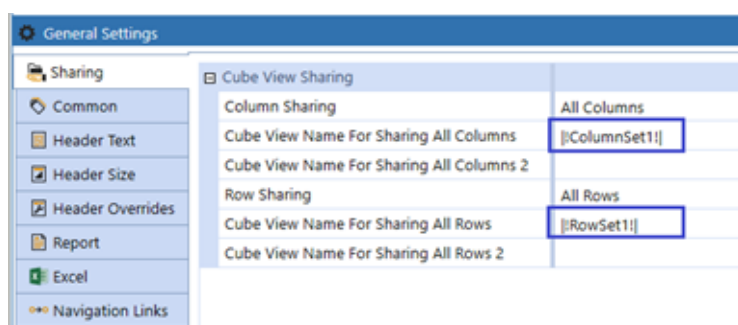 General Settings
Sharing
Common
Header Text
Header Size
Header Overrides
Report
Excel
Navigation Links
Cube View Sharing
Column Sharing All Columns
Cube View Name For Sharing All Columns |!ColumnSet1!|
Cube View Name For Sharing All Columns 2
Row Sharing All Rows
Cube View Name For Sharing All Rows |!RowSet1!|
Cube View Name For Sharing All Rows 2